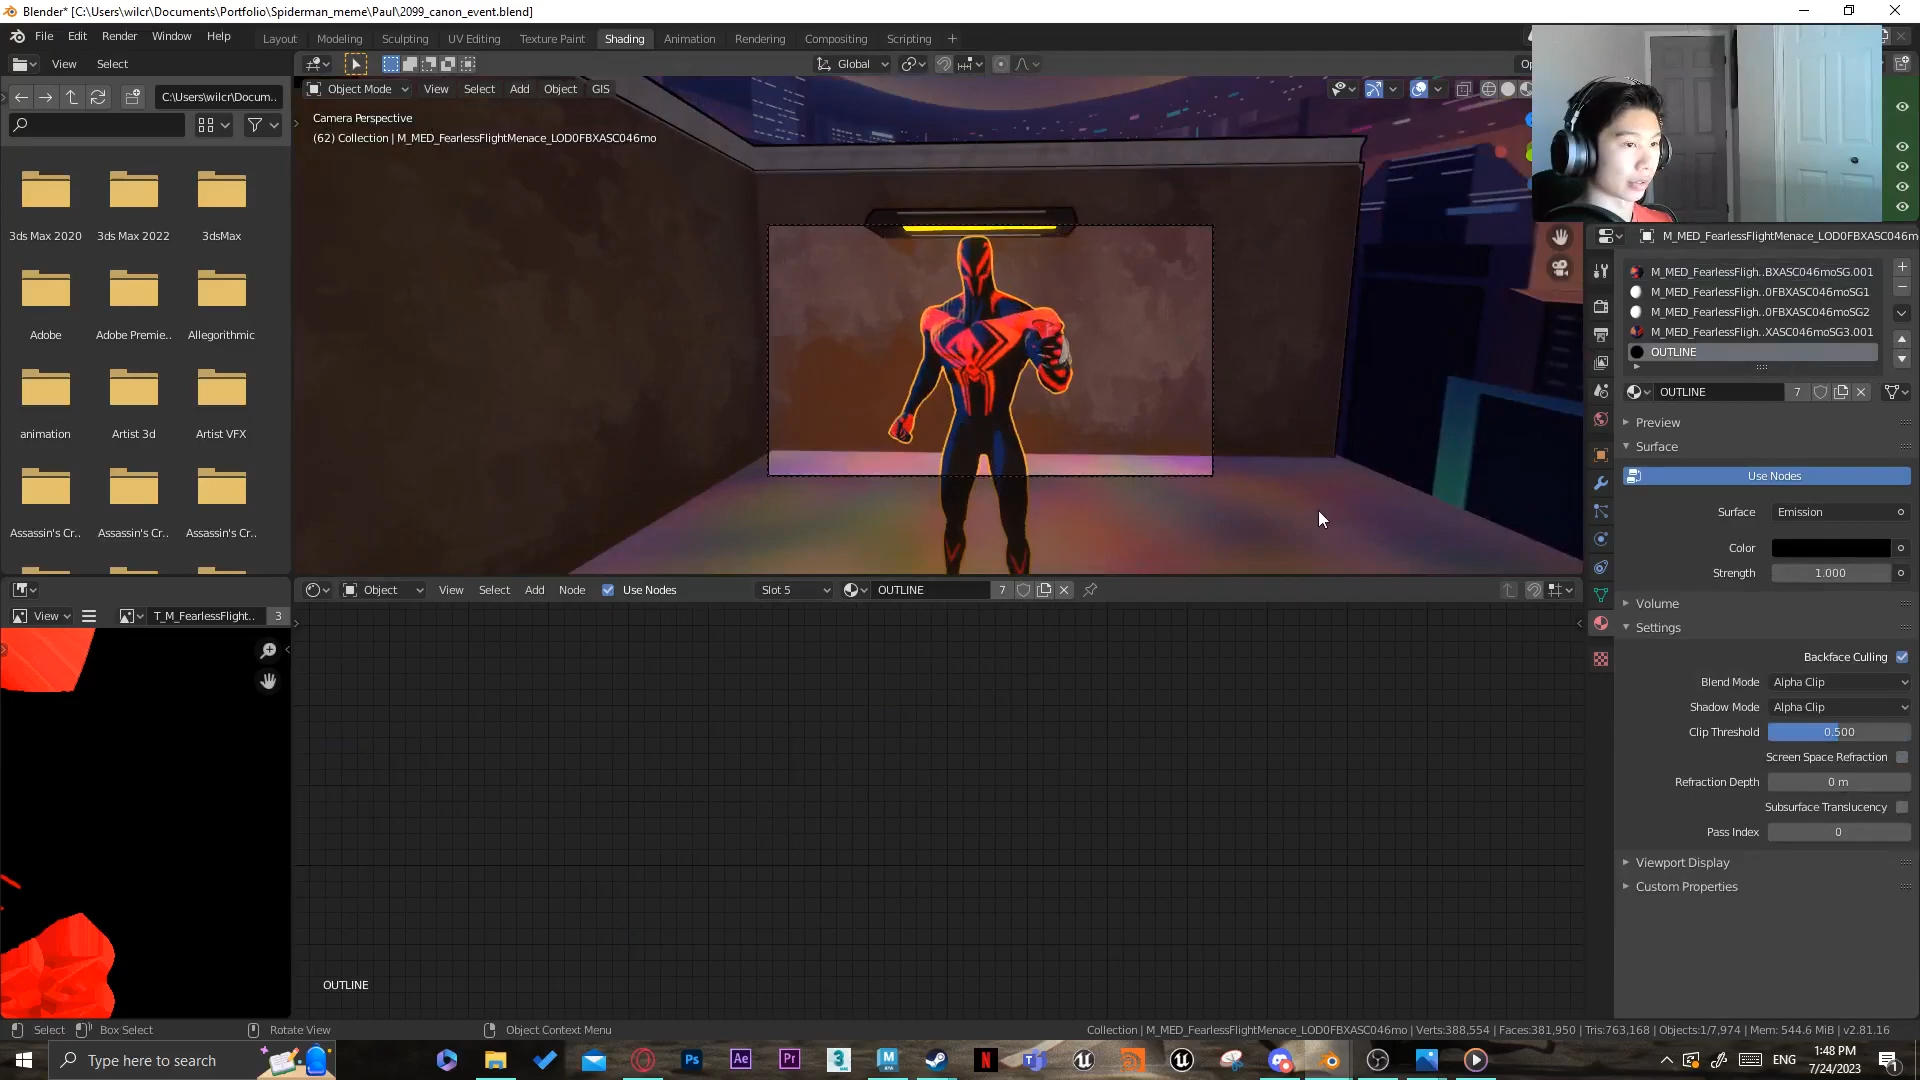 Blender* [C:\Users\wilcr\Documents\Portfolio\Spiderman_meme\Paul\2099_canon_event.blend]
File Edit Render Window Help Layout Modeling Sculpting UV Editing Texture Paint Shading Animation Rendering Compositing Scripting +
View Select Global Op
C:\Users\wilcr\Docum.. Object Mode View Select Add Object GIS
Camera Perspective
(62) Collection | M_MED_FearlessFlightMenace_LOD0FBXASC046mo
3ds Max 2020 3ds Max 2022 3dsMax
Adobe Adobe Premie.. Allegorithmic
animation Artist 3d Artist VFX
Assassin's Cr.. Assassin's Cr.. Assassin's Cr..
M_MED_FearlessFlightMenace_LOD0FBXASC046m
M_MED_FearlessFligh..BXASC046moSG.001
M_MED_FearlessFligh..0FBXASC046moSG1
M_MED_FearlessFligh..0FBXASC046moSG2
M_MED_FearlessFligh..XASC046moSG3.001
OUTLINE
OUTLINE 7
Preview
Surface
Use Nodes
Surface Emission
Color
Strength 1.000
Volume
Settings
Backface Culling
Blend Mode Alpha Clip
Shadow Mode Alpha Clip
Clip Threshold 0.500
Screen Space Refraction
Refraction Depth 0 m
Subsurface Translucency
Pass Index 0
Viewport Display
Custom Properties
Object View Select Add Node Use Nodes Slot 5 OUTLINE 7
View T_M_FearlessFlight.. 3
OUTLINE
Select Box Select Rotate View Object Context Menu Collection | M_MED_FearlessFlightMenace_LOD0FBXASC046mo | Verts:388,554 | Faces:381,950 | Tris:763,168 | Objects:1/7,974 | Mem: 544.6 MiB | v2.81.16
Type here to search Ps Ae Pr 3 M N ENG 1:48 PM
7/24/2023 1